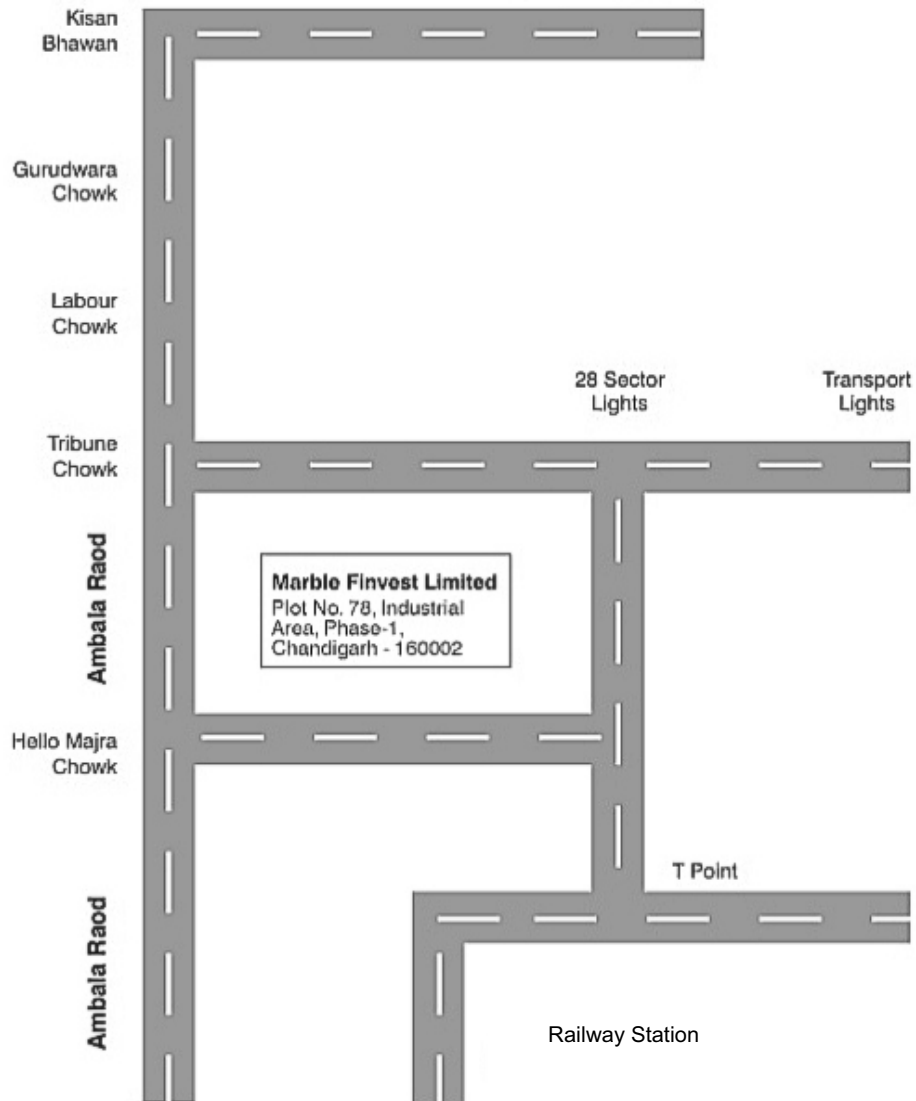 Kisan
Bhawan
Gurudwara
Chowk
Labour
Chowk
28 Sector
Lights
Transport
Lights
Tribune
Chowk
Ambala Raod
Marble Finvest Limited
Plot No. 78, Industrial
Area, Phase-1,
Chandigarh - 160002
Hello Majra
Chowk
T Point
Ambala Raod
Railway Station